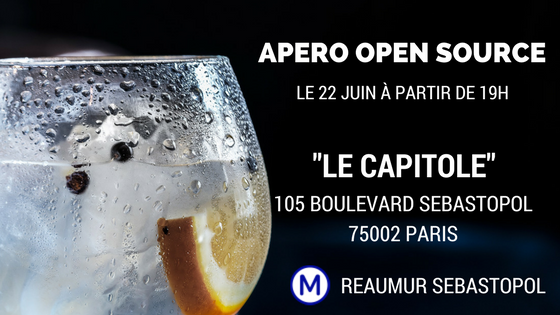 APERO OPEN SOURCE
LE 22 JUIN À PARTIR DE 19H
"LE CAPITOLE"
105 BOULEVARD SEBASTOPOL
75002 PARIS
M REAUMUR SEBASTOPOL